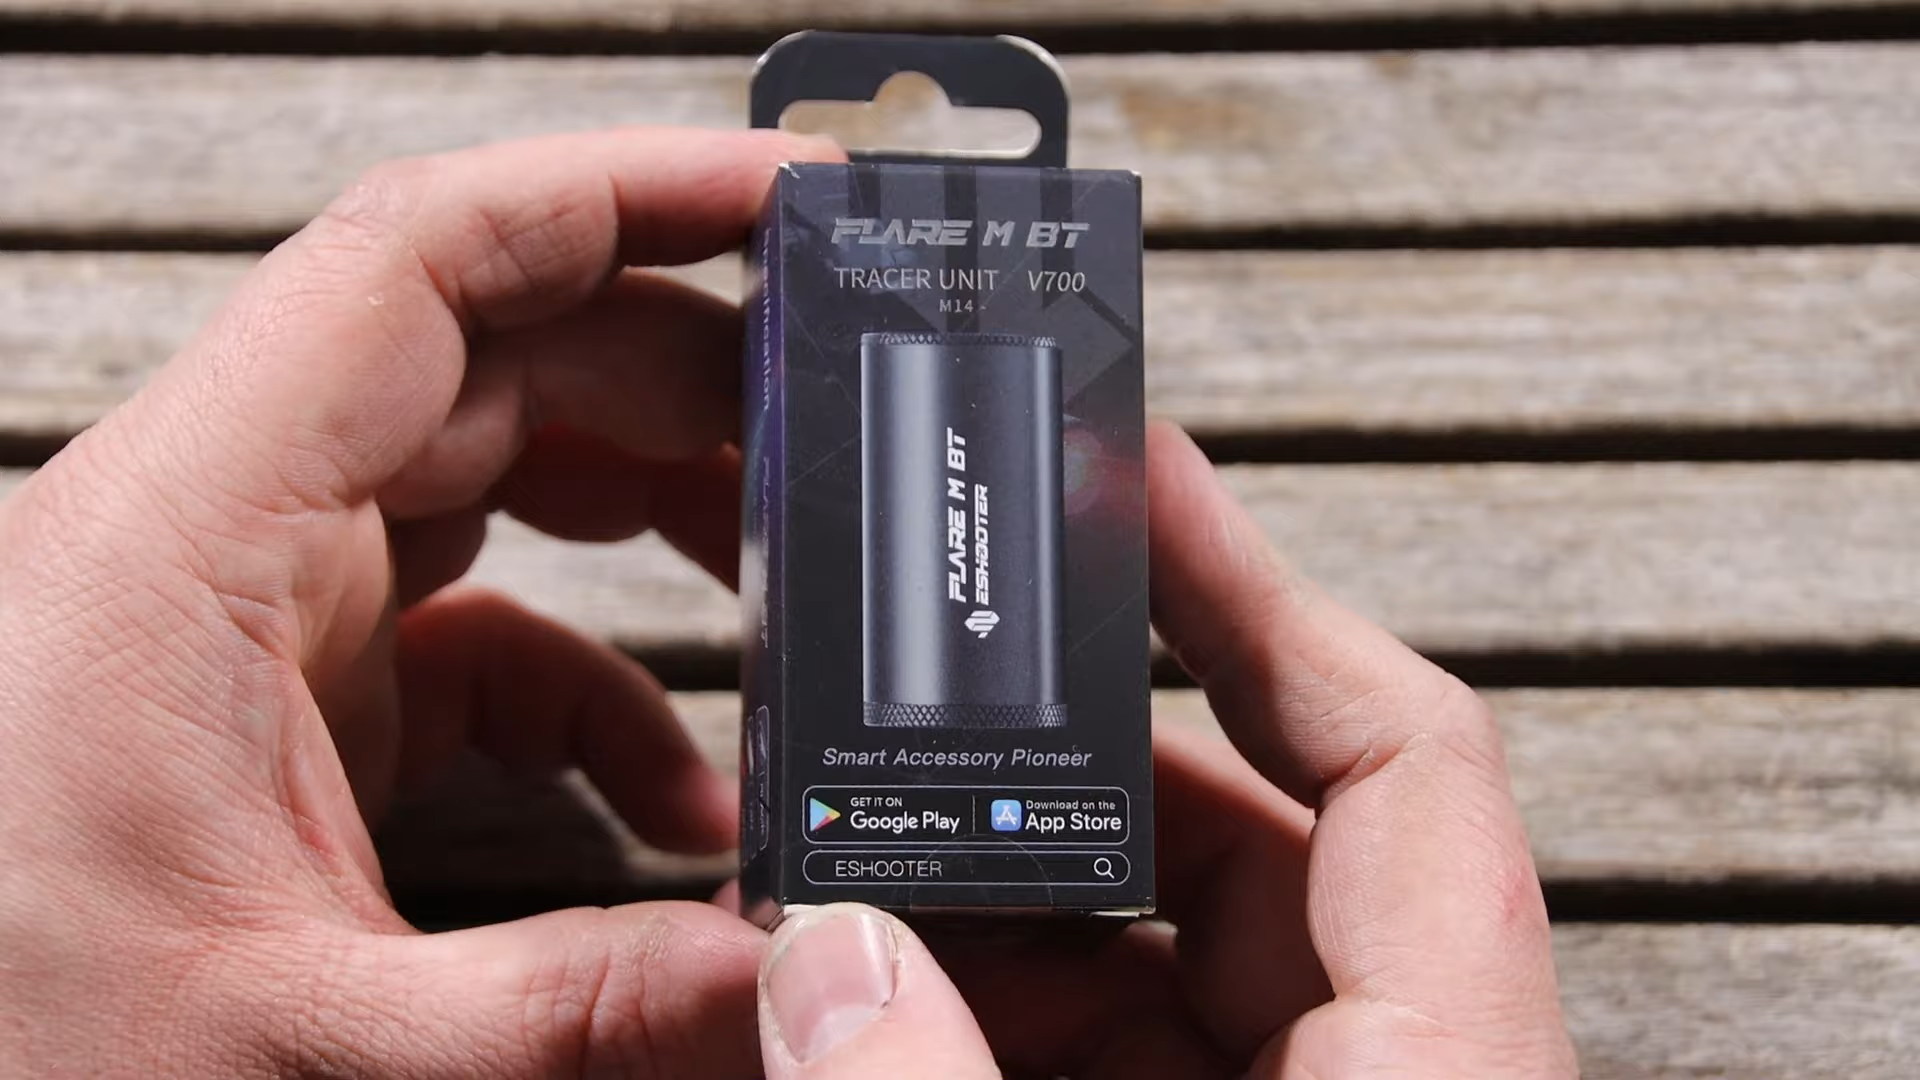 FLARE M BT
TRACER UNIT V700
M14 -
FLARE M BT
ESHOOTER
Smart Accessory Pioneer
GET IT ON
Google Play
Download on the
App Store
ESHOOTER
Specification